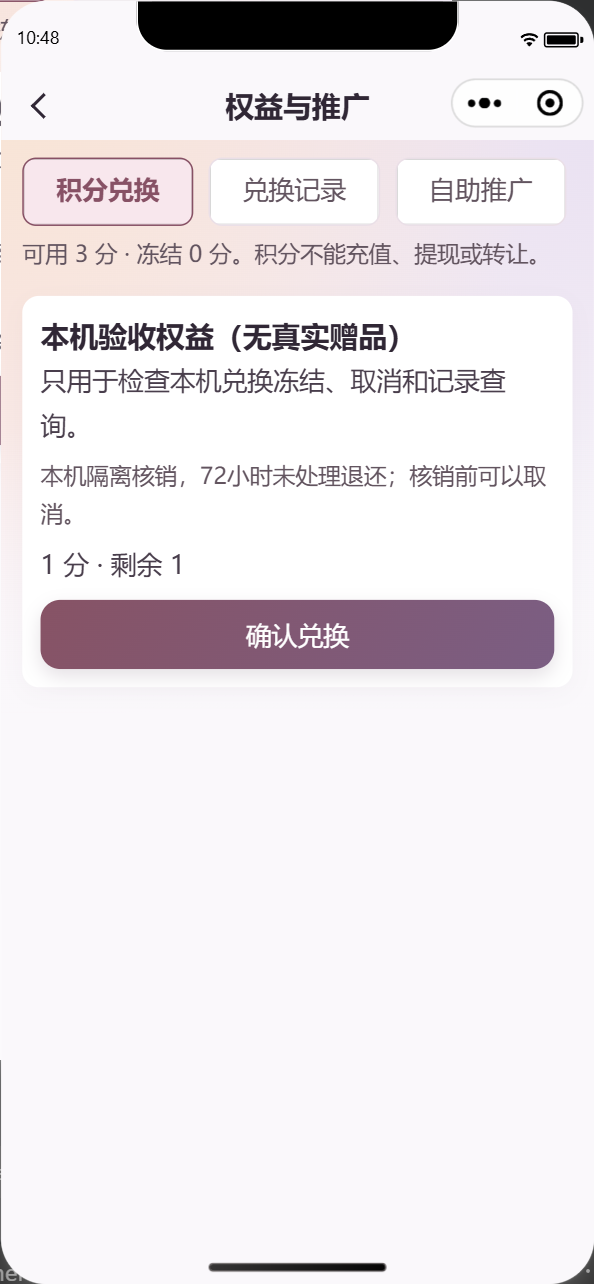 10:48
权益与推广
积分兑换
兑换记录
自助推广
可用 3 分 · 冻结 0 分。积分不能充值、提现或转让。
本机验收权益（无真实赠品）
只用于检查本机兑换冻结、取消和记录查
询。
本机隔离核销，72小时未处理退还；核销前可以取
消。
1 分 · 剩余 1
确认兑换